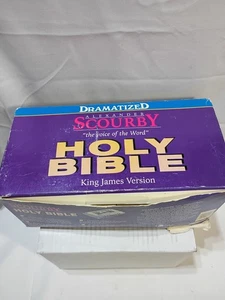 DRAMATIZED
ALEXANDER
SCOURBY
"the voice of the Word"
HOLY
BIBLE
King James Version
HOLY BIBLE